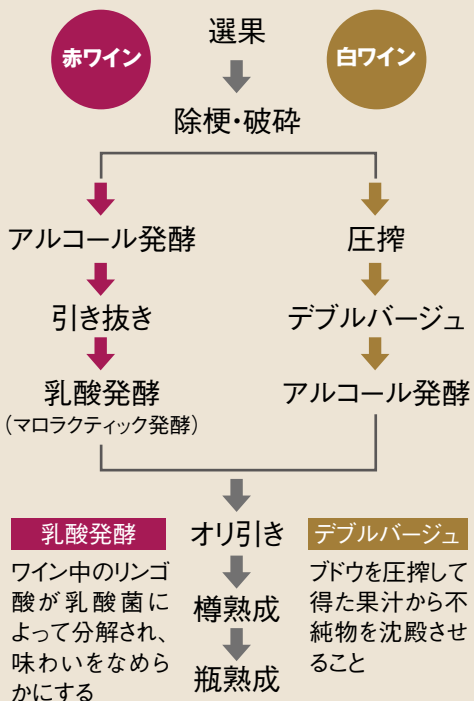 赤ワイン
選果
白ワイン
除梗・破砕
アルコール発酵
圧搾
引き抜き
デブルバージュ
乳酸発酵
(マロラクティック発酵)
アルコール発酵
オリ引き
樽熟成
瓶熟成
乳酸発酵
ワイン中のリンゴ
酸が乳酸菌に
よって分解され、
味わいをなめら
かにする
デブルバージュ
ブドウを圧搾して
得た果汁から不
純物を沈殿させ
ること